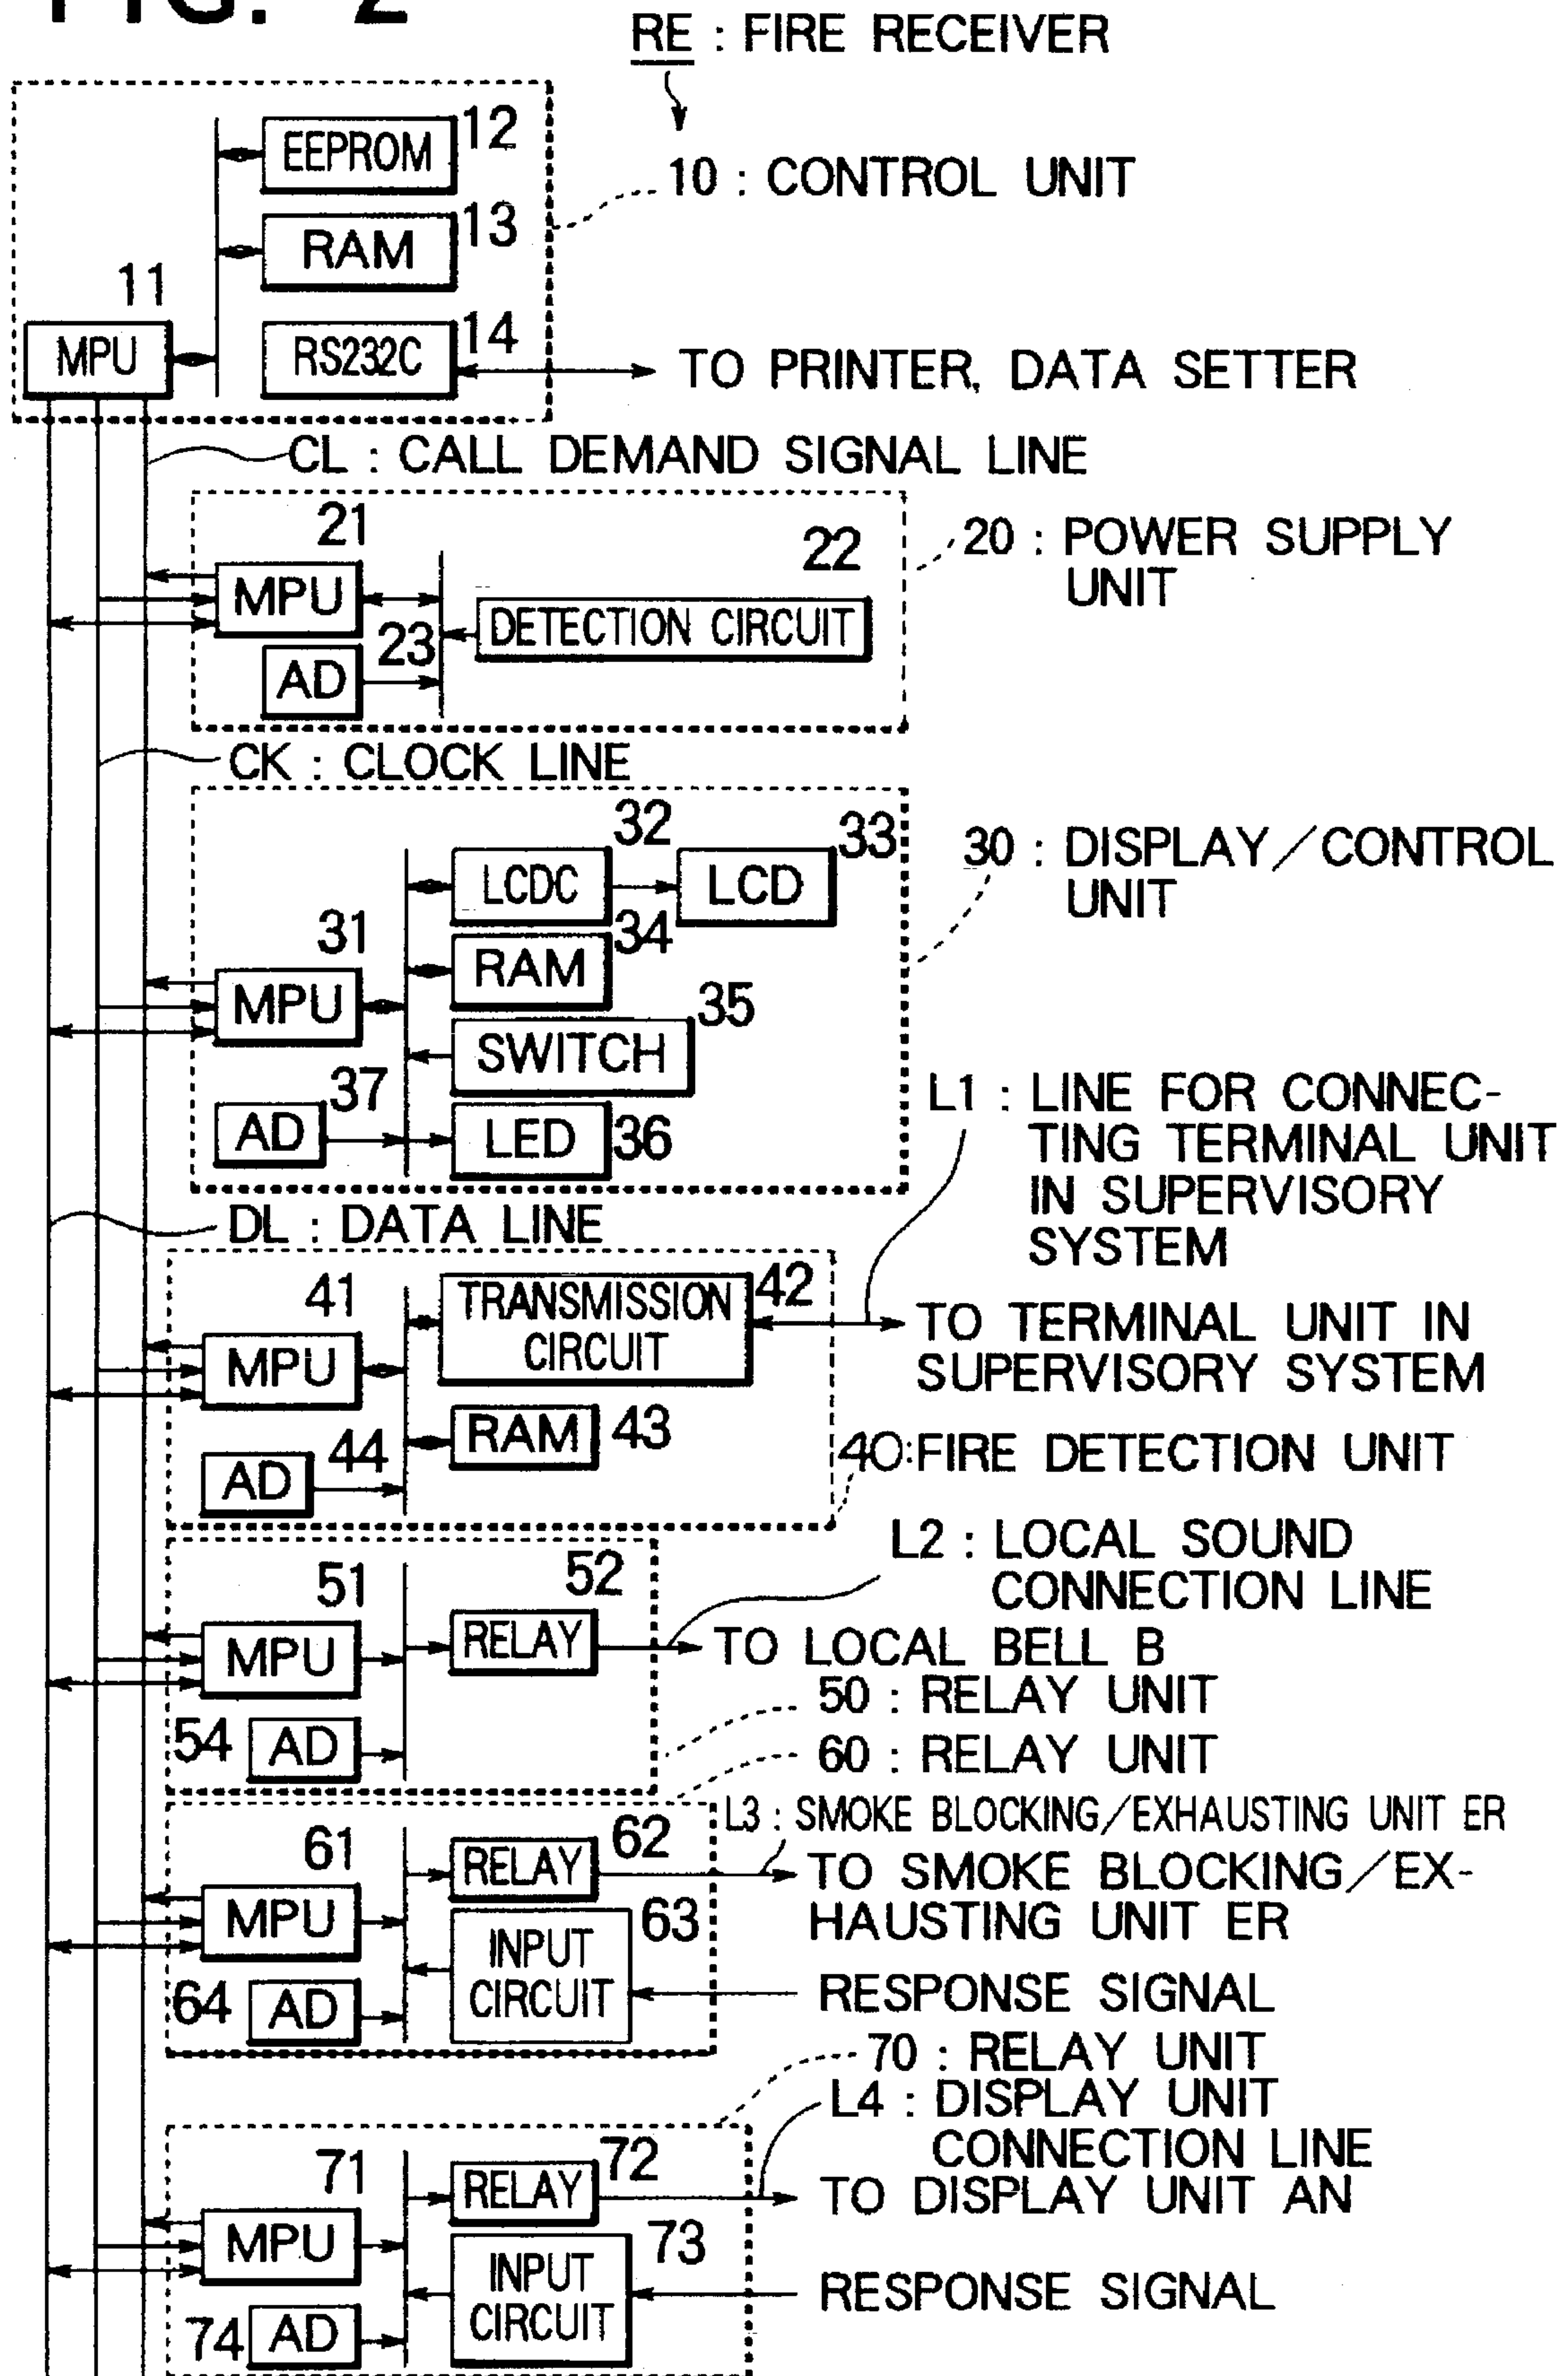 FIG. 2
RE : FIRE RECEIVER
10 : CONTROL UNIT
EEPROM 12
RAM 13
11
MPU
RS232C 14
TO PRINTER, DATA SETTER
CL : CALL DEMAND SIGNAL LINE
20 : POWER SUPPLY
UNIT
21
MPU
22
DETECTION CIRCUIT
23
AD
CK : CLOCK LINE
30 : DISPLAY/CONTROL
UNIT
32
LCDC
33
LCD
31
MPU
34
RAM
35
SWITCH
37
AD
LED 36
L1 : LINE FOR CONNEC-
TING TERMINAL UNIT
IN SUPERVISORY
SYSTEM
DL : DATA LINE
41
MPU
TRANSMISSION
CIRCUIT
42
TO TERMINAL UNIT IN
SUPERVISORY SYSTEM
RAM 43
44
AD
40:FIRE DETECTION UNIT
L2 : LOCAL SOUND
CONNECTION LINE
51
MPU
52
RELAY
TO LOCAL BELL B
50 : RELAY UNIT
54 AD
60 : RELAY UNIT
L3 : SMOKE BLOCKING/EXHAUSTING UNIT ER
61
MPU
RELAY 62
TO SMOKE BLOCKING/EX-
HAUSTING UNIT ER
INPUT
CIRCUIT
63
RESPONSE SIGNAL
64 AD
70 : RELAY UNIT
L4 : DISPLAY UNIT
CONNECTION LINE
71
MPU
RELAY 72
TO DISPLAY UNIT AN
INPUT
CIRCUIT
73
RESPONSE SIGNAL
74 AD